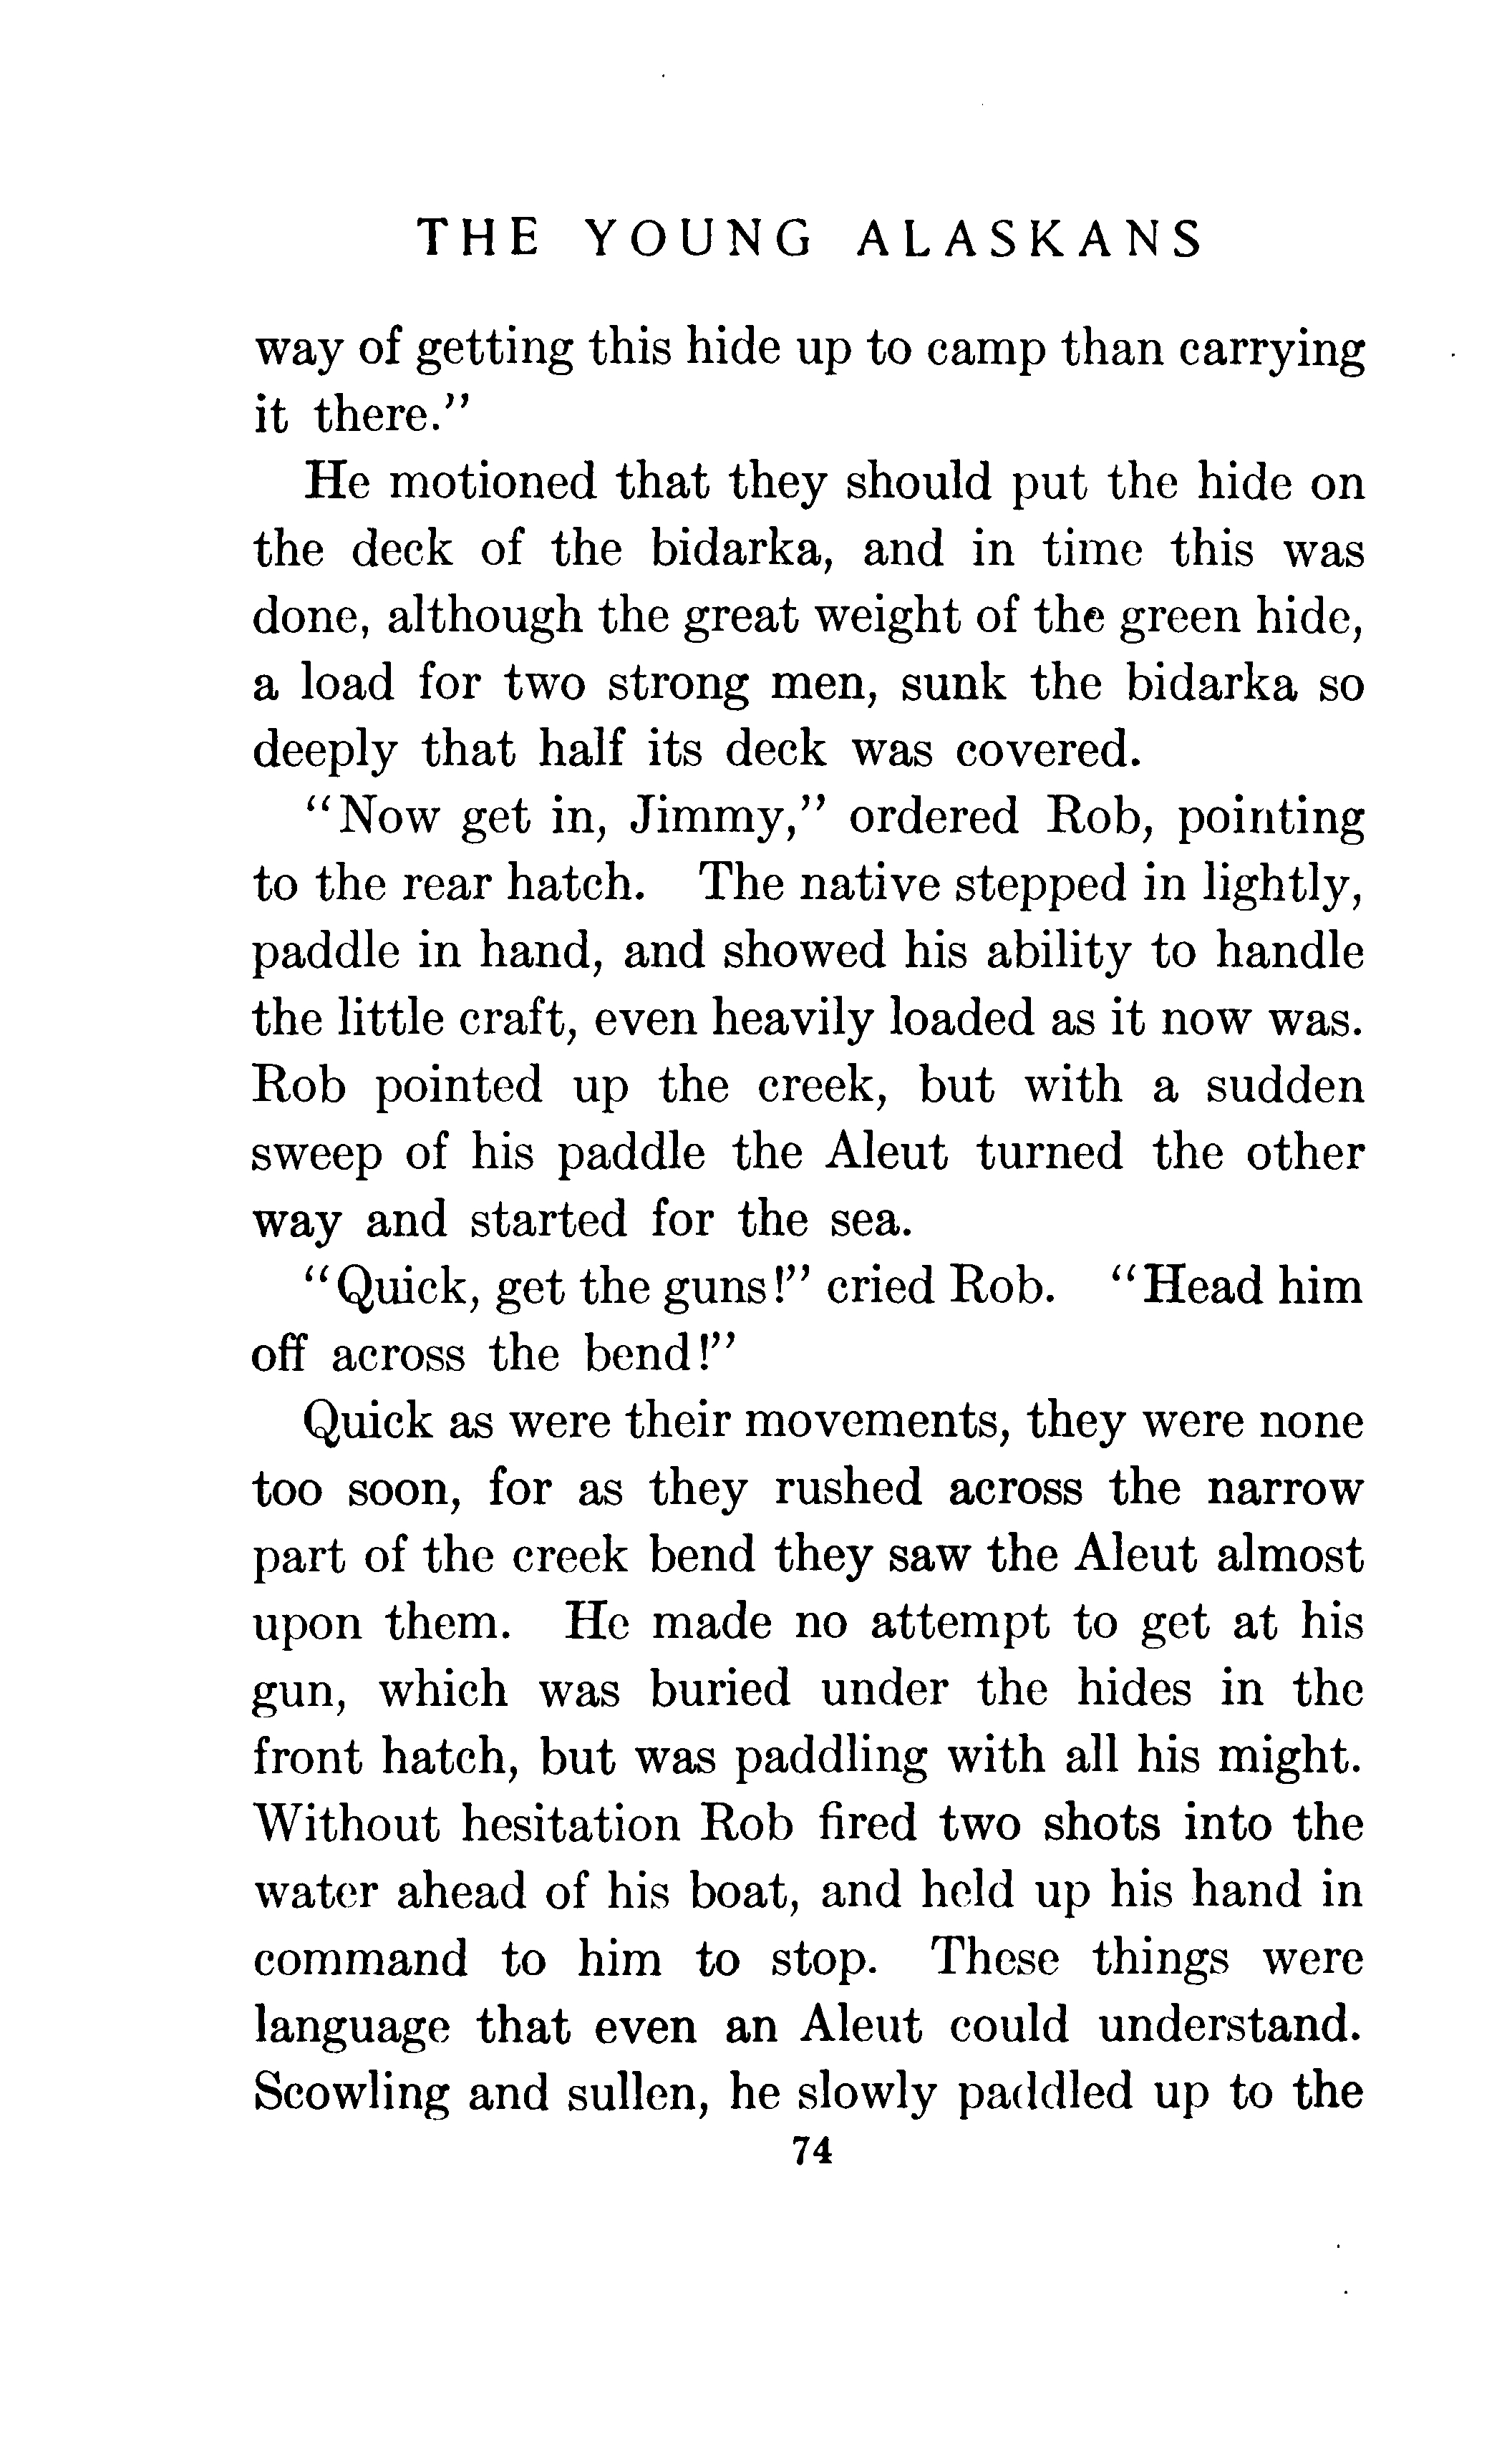 THE YOUNG ALASKANS
way of getting this hide up to camp than carrying
it there."
He motioned that they should put the hide on
the deck of the bidarka, and in time this was
done, although the great weight of the green hide,
a load for two strong men, sunk the bidarka so
deeply that half its deck was covered.
"Now get in, Jimmy," ordered Rob, pointing
to the rear hatch. The native stepped in lightly,
paddle in hand, and showed his ability to handle
the little craft, even heavily loaded as it now was.
Rob pointed up the creek, but with a sudden
sweep of his paddle the Aleut turned the other
way and started for the sea.
"Quick, get the guns!" cried Rob. "Head him
off across the bend!"
Quick as were their movements, they were none
too soon, for as they rushed across the narrow
part of the creek bend they saw the Aleut almost
upon them. He made no attempt to get at his
gun, which was buried under the hides in the
front hatch, but was paddling with all his might.
Without hesitation Rob fired two shots into the
water ahead of his boat, and held up his hand in
command to him to stop. These things were
language that even an Aleut could understand.
Scowling and sullen, he slowly paddled up to the
74